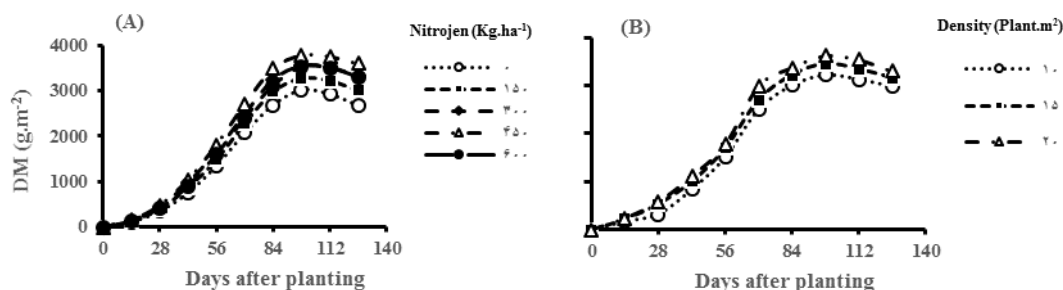 (A)
Nitrojen (Kg.ha⁻¹)
۰
۱۵۰
۳۰۰
۴۵۰
۶۰۰
DM (g.m⁻²)
4000
3000
2000
1000
0
0 28 56 84 112 140
Days after planting
(B)
Density (Plant.m²)
۱۰
۱۵
۲۰
0 28 56 84 112 140
Days after planting